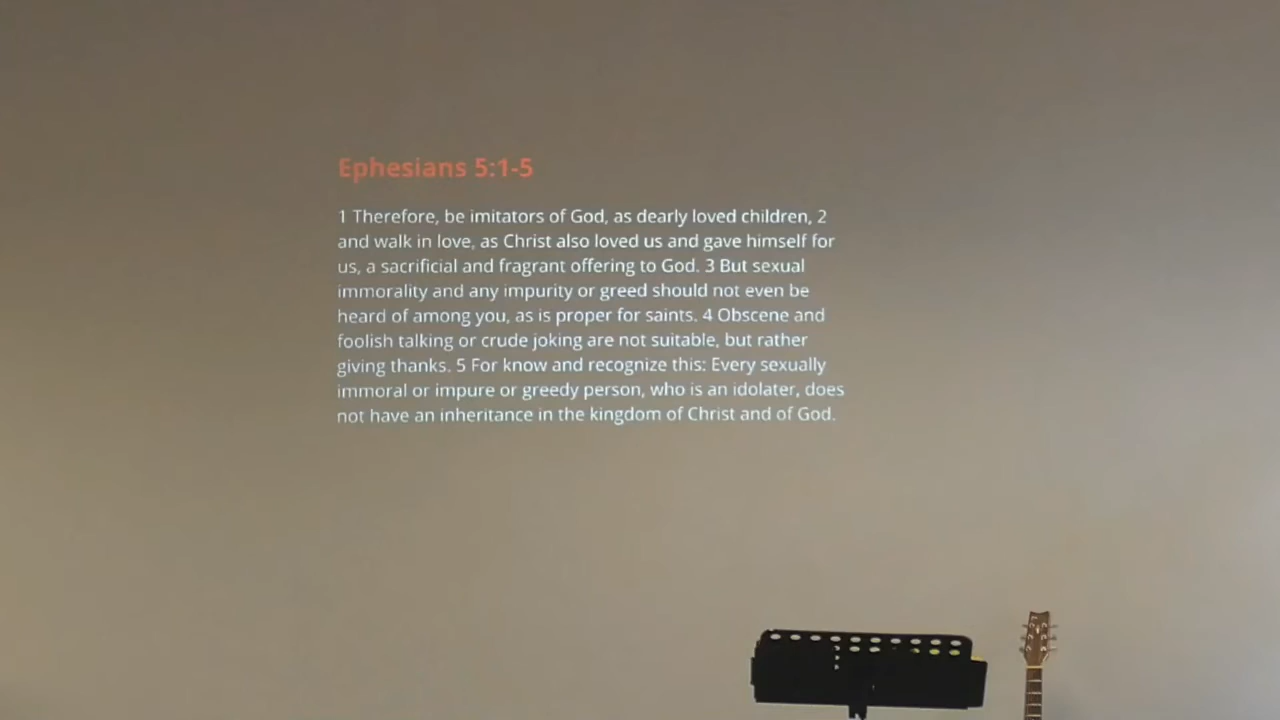 Ephesians 5:1-5
1 Therefore, be imitators of God, as dearly loved children, 2
and walk in love, as Christ also loved us and gave himself for
us, a sacrificial and fragrant offering to God. 3 But sexual
immorality and any impurity or greed should not even be
heard of among you, as is proper for saints. 4 Obscene and
foolish talking or crude joking are not suitable, but rather
giving thanks. 5 For know and recognize this: Every sexually
immoral or impure or greedy person, who is an idolater, does
not have an inheritance in the kingdom of Christ and of God.